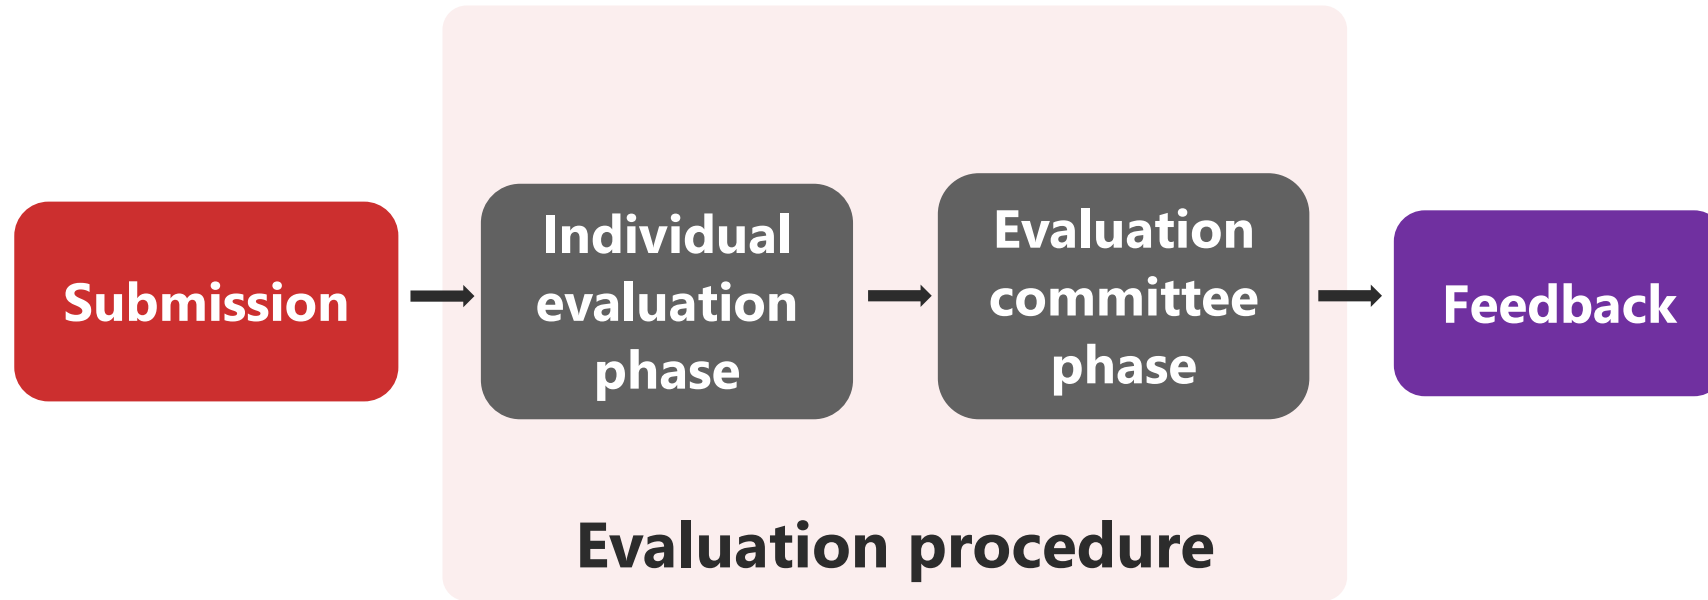 Submission
Individual
evaluation
phase
Evaluation
committee
phase
Feedback
Evaluation procedure